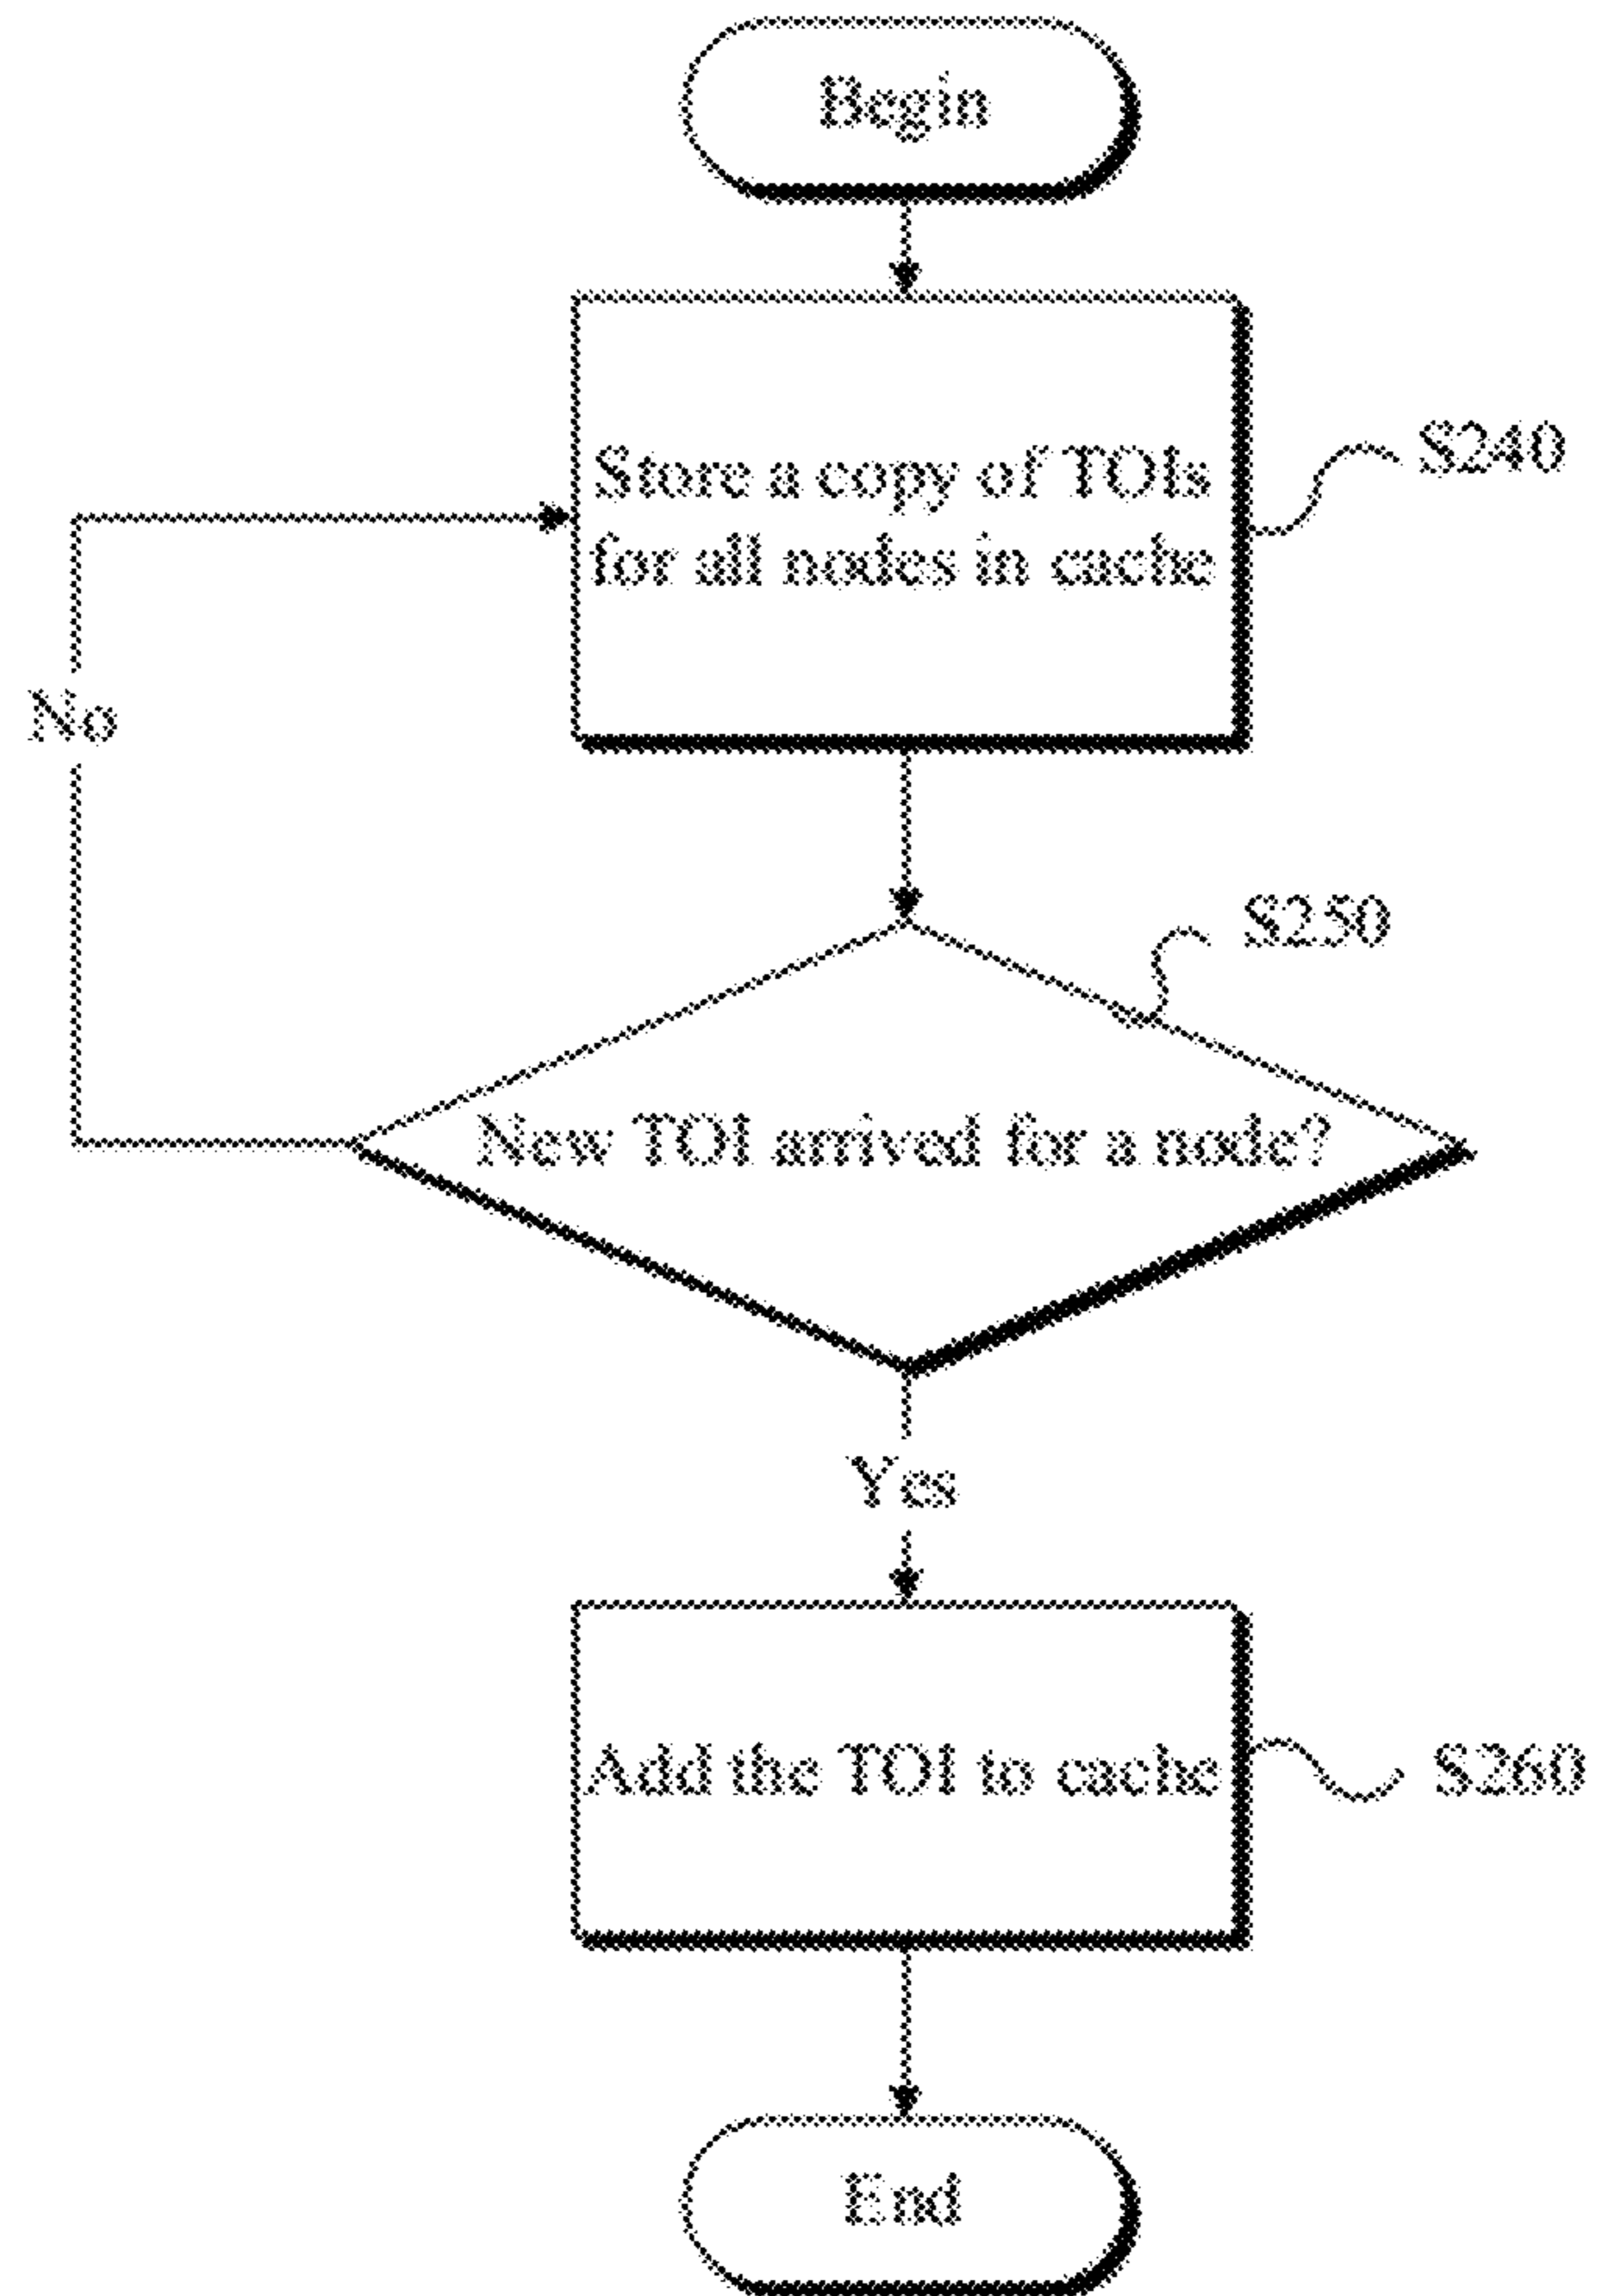 Begin
Store a copy of TOIs
for all nodes in cache
S240
No
S250
New TOI arrived for a node?
Yes
Add the TOI to cache
S260
End